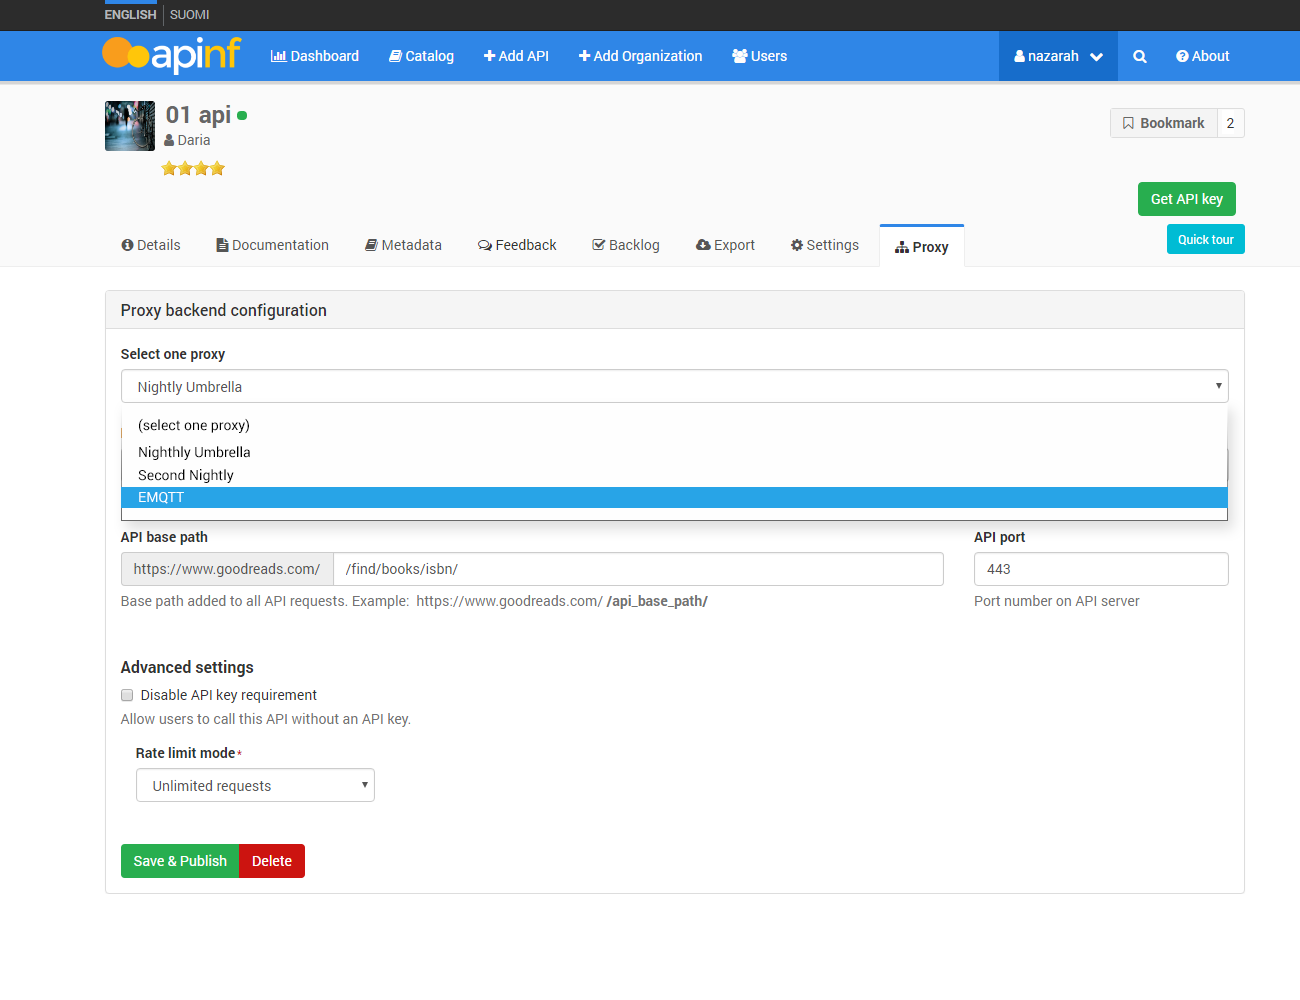 ENGLISH SUOMI
apinf Dashboard Catalog Add API Add Organization Users nazarah About
01 api
Daria
Bookmark 2
Get API key
Details Documentation Metadata Feedback Backlog Export Settings Proxy Quick tour
Proxy backend configuration
Select one proxy
Nightly Umbrella
(select one proxy)
Nighthly Umbrella
Second Nightly
EMQTT
API base path API port
https://www.goodreads.com/ /find/books/isbn/ 443
Base path added to all API requests. Example: https://www.goodreads.com/ /api_base_path/ Port number on API server
Advanced settings
Disable API key requirement
Allow users to call this API without an API key.
Rate limit mode*
Unlimited requests
Save & Publish Delete